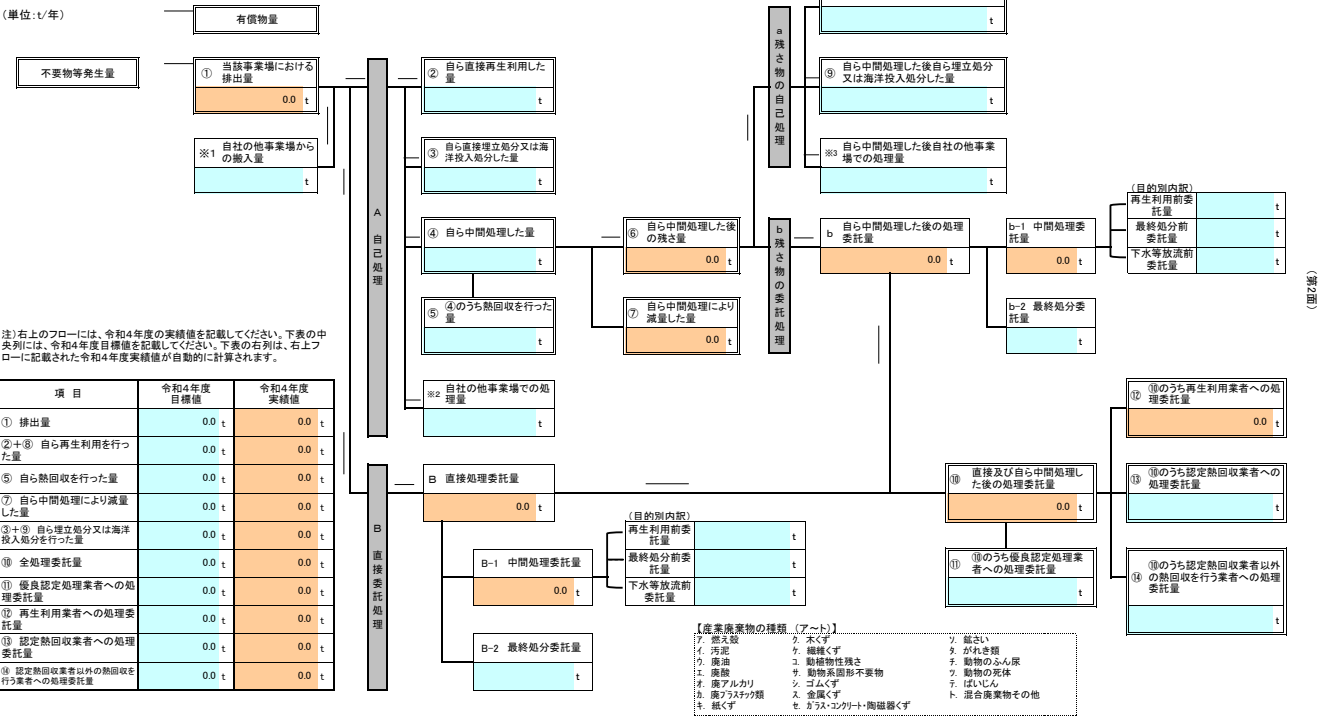 (単位:t/年)
有償物量
不要物等発生量
① 当該事業場における
排出量
0.0 t
※1 自社の他事業場から
の搬入量
t
A 自己処理
② 自ら直接再生利用した
量
t
③ 自ら直接埋立処分又は海
洋投入処分した量
t
④ 自ら中間処理した量
t
⑤ ④のうち熱回収を行った
量
t
※2 自社の他事業場での処
理量
t
⑥ 自ら中間処理した後
の残さ量
0.0 t
⑦ 自ら中間処理により
減量した量
0.0 t
a 残さ物の自己処理
t
⑨ 自ら中間処理した後自ら埋立処分
又は海洋投入処分した量
t
※3 自ら中間処理した後自社の他事業
場での処理量
t
b 残さ物の委託処理
b 自ら中間処理した後の処理
委託量
0.0 t
b-1 中間処理委
託量
0.0 t
(目的別内訳)
再生利用前委
託量 t
最終処分前
委託量 t
下水等放流前
委託量 t
b-2 最終処分委
託量
t
(第2面)
注)右上のフローには、令和4年度の実績値を記載してください。下表の中
央列には、令和4年度目標値を記載してください。下表の右列は、右上フ
ローに記載された令和4年度実績値が自動的に計算されます。
項 目 令和4年度 目標値 令和4年度 実績値
① 排出量 0.0 t 0.0 t
②+⑧ 自ら再生利用を行っ
た量 0.0 t 0.0 t
⑤ 自ら熱回収を行った量 0.0 t 0.0 t
⑦ 自ら中間処理により減量
した量 0.0 t 0.0 t
③+⑨ 自ら埋立処分又は海洋
投入処分を行った量 0.0 t 0.0 t
⑩ 全処理委託量 0.0 t 0.0 t
⑪ 優良認定処理業者への処
理委託量 0.0 t 0.0 t
⑫ 再生利用業者への処理委
託量 0.0 t 0.0 t
⑬ 認定熱回収業者への処理
委託量 0.0 t 0.0 t
⑭ 認定熱回収業者以外の熱回収を
行う業者への処理委託量 0.0 t 0.0 t
B 直接委託処理
B 直接処理委託量
0.0 t
B-1 中間処理委託量
0.0 t
(目的別内訳)
再生利用前委
託量 t
最終処分前委
託量 t
下水等放流前
委託量 t
B-2 最終処分委託量
t
⑩ 直接及び自ら中間処理し
た後の処理委託量
0.0 t
⑪ ⑩のうち優良認定処理業
者への処理委託量
t
⑫ ⑩のうち再生利用業者への処
理委託量
0.0 t
⑬ ⑩のうち認定熱回収業者への
処理委託量
t
⑭ ⑩のうち認定熱回収業者以外
の熱回収を行う業者への処理
委託量
t
【産業廃棄物の種類 (ア~ト)】
ア. 燃え殻 ク. 木くず ソ. 鉱さい
イ. 汚泥 ケ. 繊維くず タ. がれき類
ウ. 廃油 コ. 動植物性残さ チ. 動物のふん尿
エ. 廃酸 サ. 動物系固形不要物 ツ. 動物の死体
オ. 廃アルカリ シ. ゴムくず テ. ばいじん
カ. 廃プラスチック類 ス. 金属くず ト. 混合廃棄物その他
キ. 紙くず セ. ガラス・コンクリート・陶磁器くず